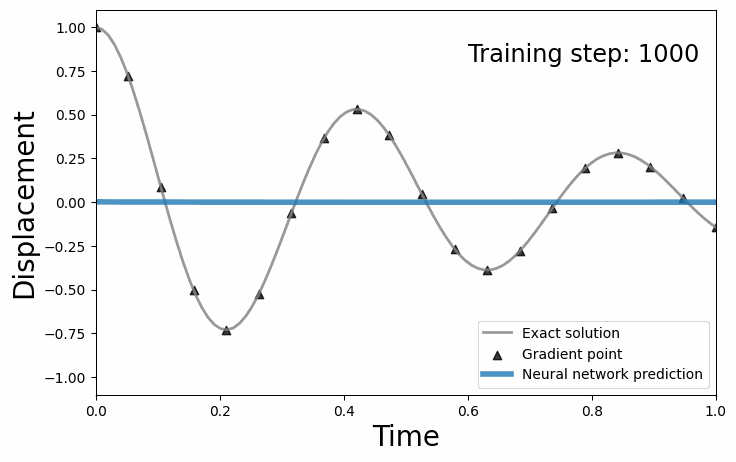 Training step: 1000
1.00
0.75
0.50
0.25
0.00
−0.25
−0.50
−0.75
−1.00
Displacement
Exact solution
Gradient point
Neural network prediction
0.0 0.2 0.4 0.6 0.8 1.0
Time